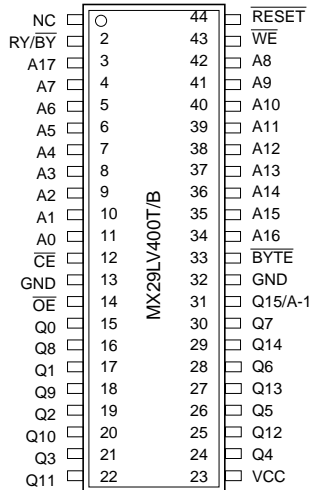 NC 44 RESET
RY/BY 2 43 WE
A17 3 42 A8
A7 4 41 A9
A6 5 40 A10
A5 6 39 A11
A4 7 38 A12
A3 8 37 A13
A2 9 36 A14
A1 10 35 A15
A0 11 34 A16
CE 12 33 BYTE
GND 13 32 GND
OE 14 31 Q15/A-1
Q0 15 30 Q7
Q8 16 29 Q14
Q1 17 28 Q6
Q9 18 27 Q13
Q2 19 26 Q5
Q10 20 25 Q12
Q3 21 24 Q4
Q11 22 23 VCC
MX29LV400T/B